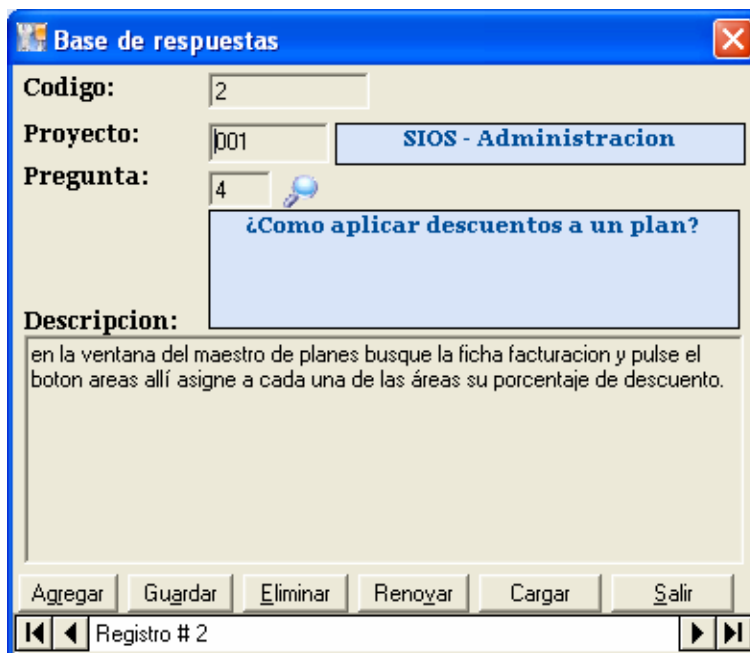 Base de respuestas
Codigo: 2
Proyecto: 001 SIOS - Administracion
Pregunta: 4
¿Como aplicar descuentos a un plan?
Descripcion:
en la ventana del maestro de planes busque la ficha facturacion y pulse el
boton areas allí asigne a cada una de las áreas su porcentaje de descuento.
Agregar Guardar Eliminar Renovar Cargar Salir
Registro # 2